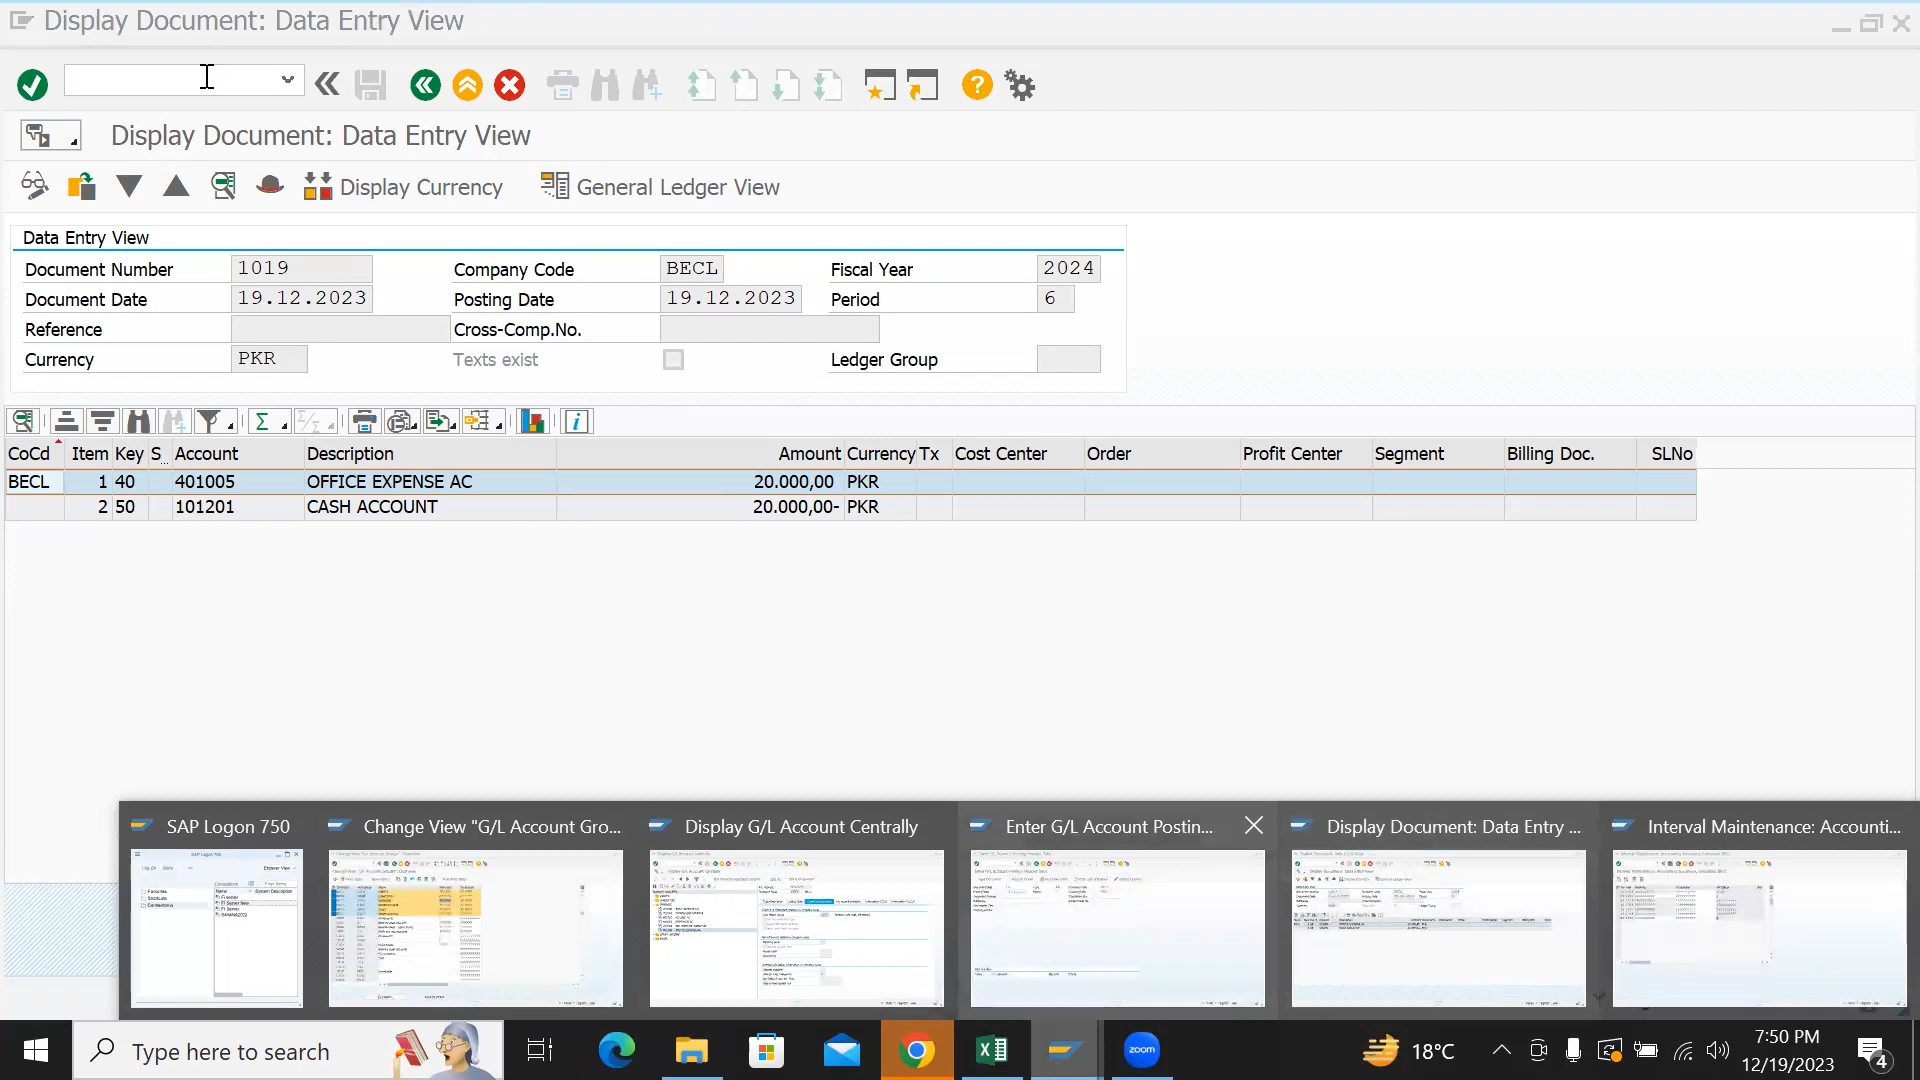 Display Document: Data Entry View
Display Document: Data Entry View
Display Currency
General Ledger View
Data Entry View
Document Number 1019 Company Code BECL Fiscal Year 2024
Document Date 19.12.2023 Posting Date 19.12.2023 Period 6
Reference Cross-Comp.No.
Currency PKR Texts exist Ledger Group
CoCd Item Key S.. Account Description Amount Currency Tx Cost Center Order Profit Center Segment Billing Doc. SLNo
BECL 1 40 401005 OFFICE EXPENSE AC 20.000,00 PKR
2 50 101201 CASH ACCOUNT 20.000,00- PKR
SAP Logon 750
Change View "G/L Account Gro...
Display G/L Account Centrally
Enter G/L Account Postin...
Display Document: Data Entry ...
Interval Maintenance: Accounti...
Type here to search
zoom
18°C
7:50 PM
12/19/2023
4